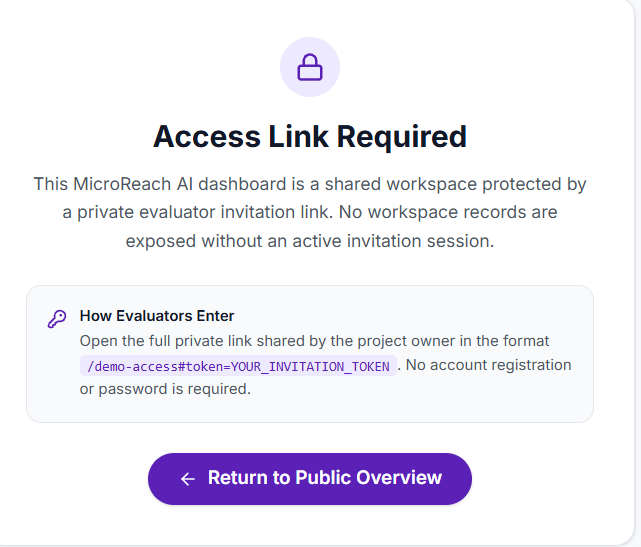 Access Link Required
This MicroReach AI dashboard is a shared workspace protected by
a private evaluator invitation link. No workspace records are
exposed without an active invitation session.
How Evaluators Enter
Open the full private link shared by the project owner in the format
/demo-access#token=YOUR_INVITATION_TOKEN. No account registration
or password is required.
← Return to Public Overview